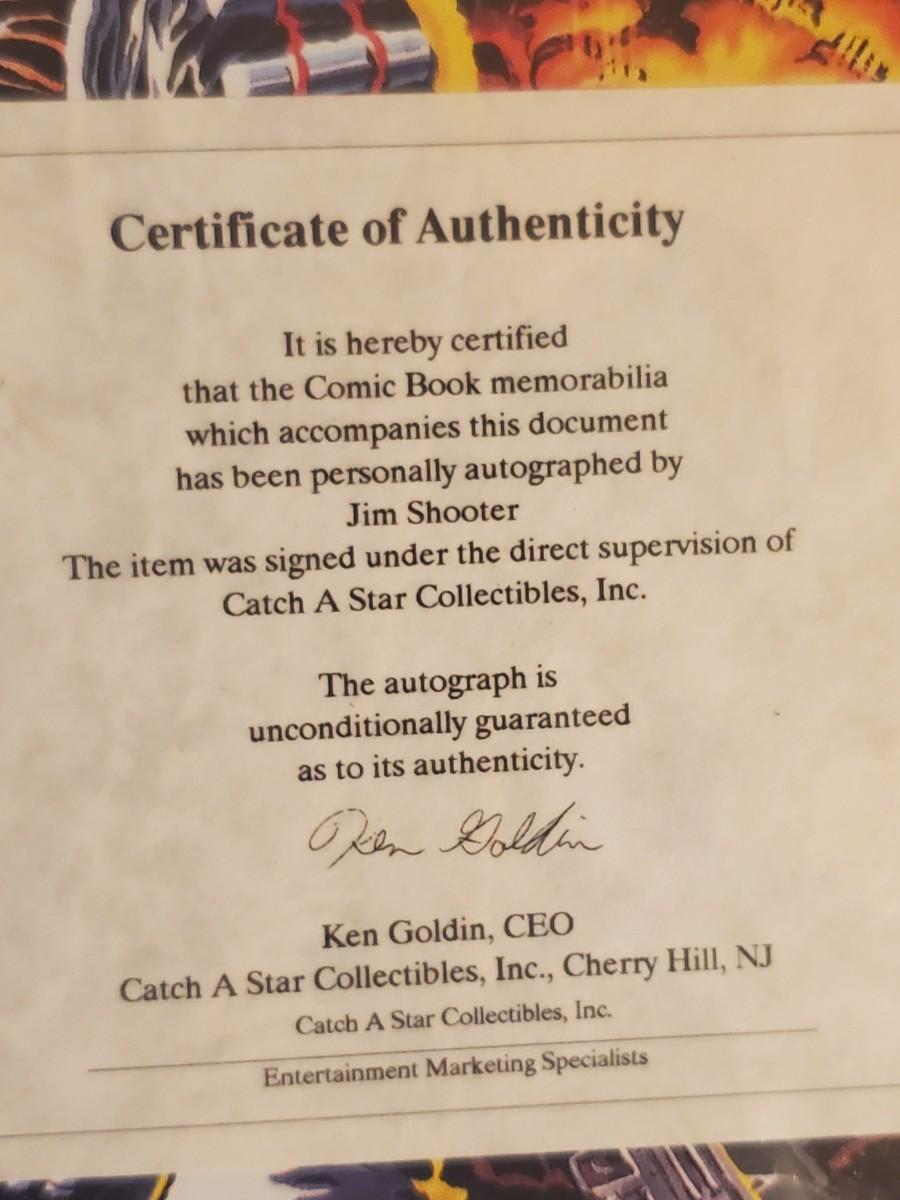 Certificate of Authenticity
It is hereby certified
that the Comic Book memorabilia
which accompanies this document
has been personally autographed by
Jim Shooter
The item was signed under the direct supervision of
Catch A Star Collectibles, Inc.
The autograph is
unconditionally guaranteed
as to its authenticity.
Ken Goldin
Ken Goldin, CEO
Catch A Star Collectibles, Inc., Cherry Hill, NJ
Catch A Star Collectibles, Inc.
Entertainment Marketing Specialists